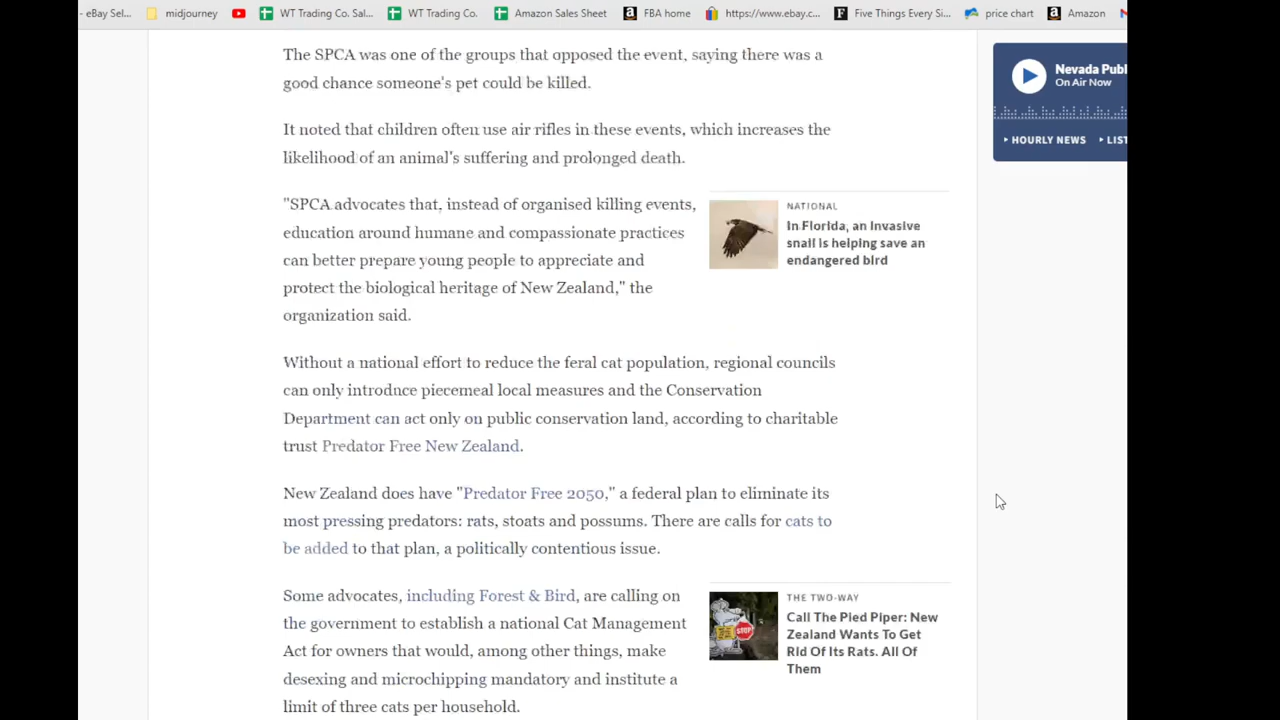 - eBay Sel...
midjourney
WT Trading Co. Sal...
WT Trading Co.
Amazon Sales Sheet
FBA home
https://www.ebay.c...
Five Things Every Si...
price chart
Amazon
The SPCA was one of the groups that opposed the event, saying there was a
good chance someone's pet could be killed.
It noted that children often use air rifles in these events, which increases the
likelihood of an animal's suffering and prolonged death.
"SPCA advocates that, instead of organised killing events,
education around humane and compassionate practices
can better prepare young people to appreciate and
protect the biological heritage of New Zealand," the
organization said.
NATIONAL
In Florida, an invasive
snail is helping save an
endangered bird
Without a national effort to reduce the feral cat population, regional councils
can only introduce piecemeal local measures and the Conservation
Department can act only on public conservation land, according to charitable
trust Predator Free New Zealand.
New Zealand does have "Predator Free 2050," a federal plan to eliminate its
most pressing predators: rats, stoats and possums. There are calls for cats to
be added to that plan, a politically contentious issue.
Some advocates, including Forest & Bird, are calling on
the government to establish a national Cat Management
Act for owners that would, among other things, make
desexing and microchipping mandatory and institute a
limit of three cats per household.
STOP
THE TWO-WAY
Call The Pied Piper: New
Zealand Wants To Get
Rid Of Its Rats. All Of
Them
Nevada Publ
On Air Now
HOURLY NEWS
LIST